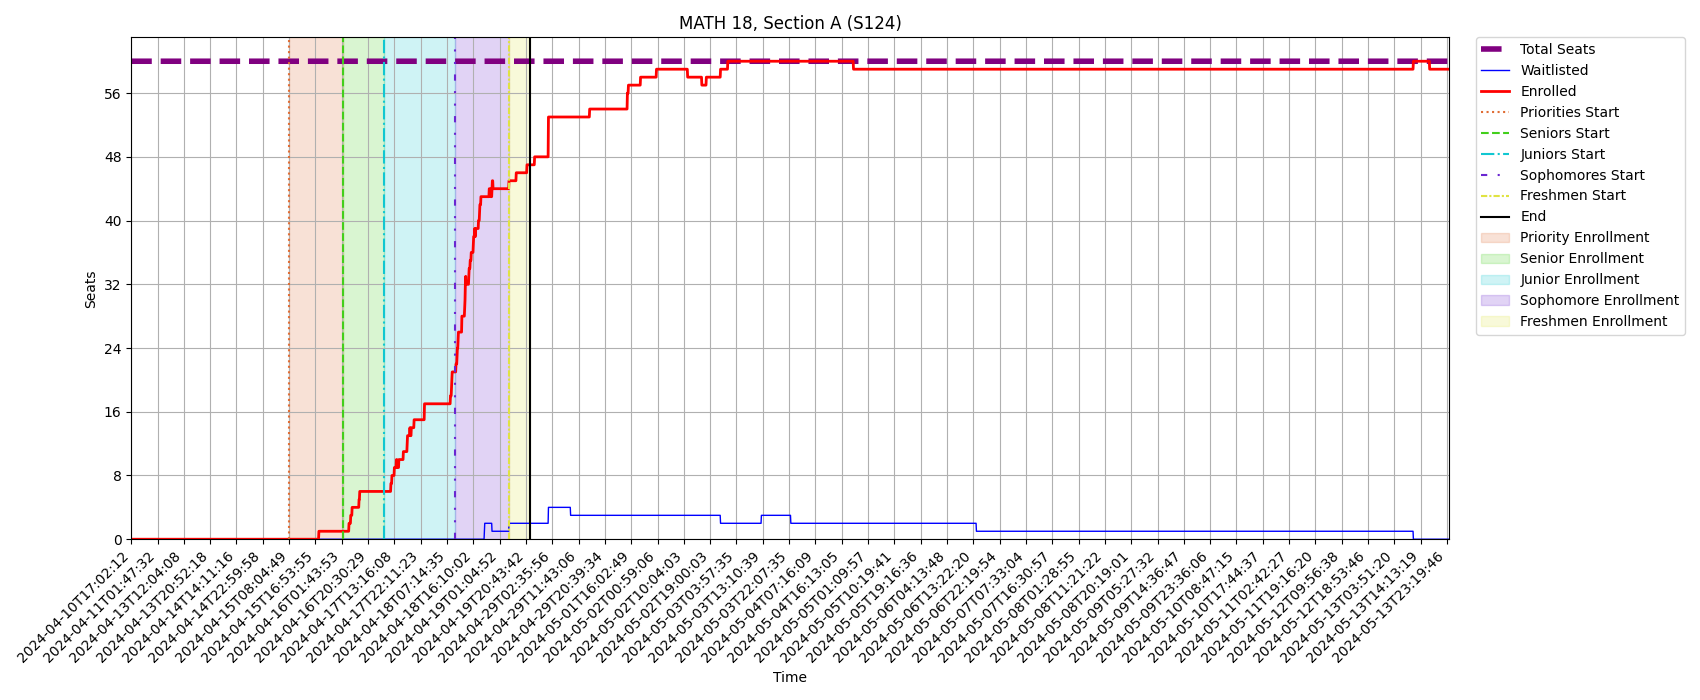 MATH 18, Section A (S124)
Total Seats
Waitlisted
Enrolled
Priorities Start
Seniors Start
Juniors Start
Sophomores Start
Freshmen Start
End
Priority Enrollment
Senior Enrollment
Junior Enrollment
Sophomore Enrollment
Freshmen Enrollment
Seats
56
48
40
32
24
16
8
0
2024-04-10T17:02:12
2024-04-11T01:47:32
2024-04-13T12:04:08
2024-04-13T20:52:18
2024-04-14T14:11:16
2024-04-14T22:59:58
2024-04-15T08:04:49
2024-04-15T16:53:55
2024-04-16T01:43:53
2024-04-16T20:30:29
2024-04-17T13:16:08
2024-04-17T22:11:23
2024-04-18T07:14:35
2024-04-18T16:10:02
2024-04-19T01:04:52
2024-04-19T20:43:42
2024-04-29T02:35:56
2024-04-29T11:43:06
2024-04-29T20:39:34
2024-05-01T16:02:49
2024-05-02T00:59:06
2024-05-02T10:04:03
2024-05-02T19:00:03
2024-05-03T03:57:35
2024-05-03T13:10:39
2024-05-03T22:07:35
2024-05-04T07:16:09
2024-05-04T16:13:05
2024-05-05T01:09:57
2024-05-05T10:19:41
2024-05-05T19:16:36
2024-05-06T04:13:48
2024-05-06T13:22:20
2024-05-06T22:19:54
2024-05-07T07:33:04
2024-05-07T16:30:57
2024-05-08T01:28:55
2024-05-08T11:21:22
2024-05-08T20:19:01
2024-05-09T05:27:32
2024-05-09T14:36:47
2024-05-09T23:36:06
2024-05-10T08:47:15
2024-05-10T17:44:37
2024-05-11T02:42:27
2024-05-11T19:16:20
2024-05-12T09:56:38
2024-05-12T18:53:46
2024-05-13T03:51:20
2024-05-13T14:13:19
2024-05-13T23:19:46
Time